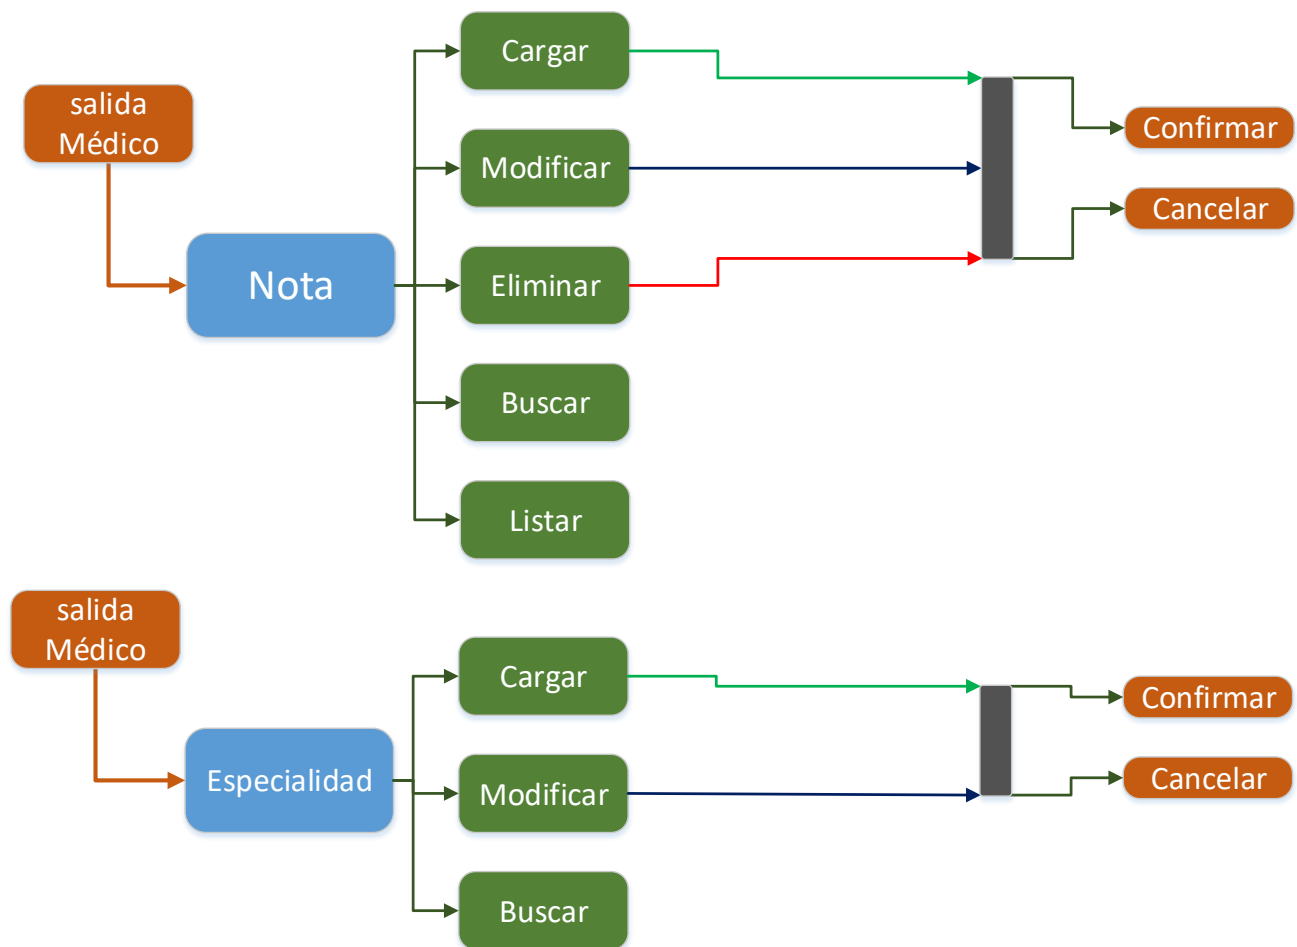 salida
Médico
Nota
Cargar
Modificar
Eliminar
Buscar
Listar
Confirmar
Cancelar
salida
Médico
Especialidad
Cargar
Modificar
Buscar
Confirmar
Cancelar